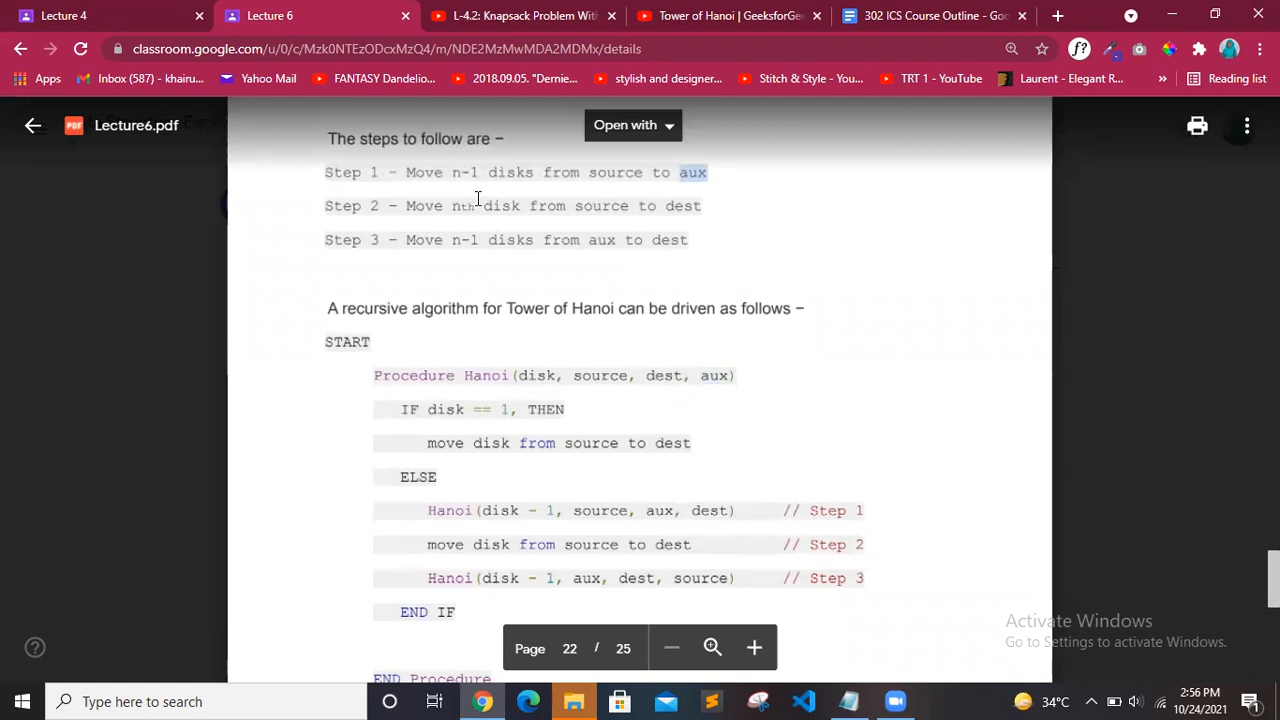 Lecture 4
Lecture 6
L-4.2: Knapsack Problem With
Tower of Hanoi | GeeksforGe
302 ICS Course Outline - Goo
classroom.google.com/u/0/c/Mzk0NTEzODcxMzQ4/m/NDE2MzMwMDA2MDMx/details
Apps
Inbox (587) - khairu...
Yahoo Mail
FANTASY Dandelio...
2018.09.05. "Dernie...
stylish and designer...
Stitch & Style - You...
TRT 1 - YouTube
Laurent - Elegant R...
»
Reading list
PDF
Lecture6.pdf
Open with
The steps to follow are −
Step 1 − Move n-1 disks from source to aux
Step 2 − Move nth disk from source to dest
Step 3 − Move n-1 disks from aux to dest
A recursive algorithm for Tower of Hanoi can be driven as follows −
START
Procedure Hanoi(disk, source, dest, aux)
IF disk == 1, THEN
move disk from source to dest
ELSE
Hanoi(disk - 1, source, aux, dest) // Step 1
move disk from source to dest // Step 2
Hanoi(disk - 1, aux, dest, source) // Step 3
END IF
END Procedure
Page 22 / 25
Activate Windows
Go to Settings to activate Windows.
Type here to search
34°C
2:56 PM
10/24/2021